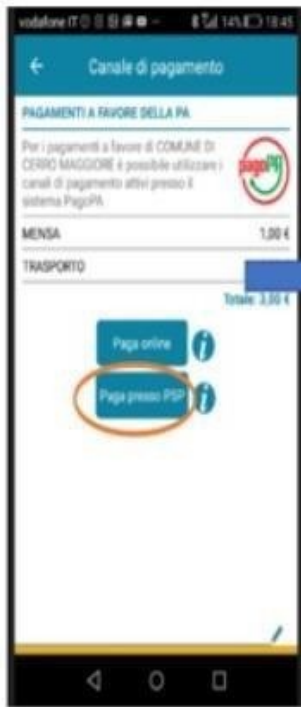 vodafone IT 14% 18:45
Canale di pagamento
PAGAMENTI A FAVORE DELLA PA
Per i pagamenti a favore di COMUNE DI
CERRO MAGGIORE è possibile utilizzare i
canali di pagamento attivi presso il
sistema PagoPA
pagoPA
MENSA 1,00 €
TRASPORTO
Totale: 3,00 €
Paga online i
Paga presso PSP i